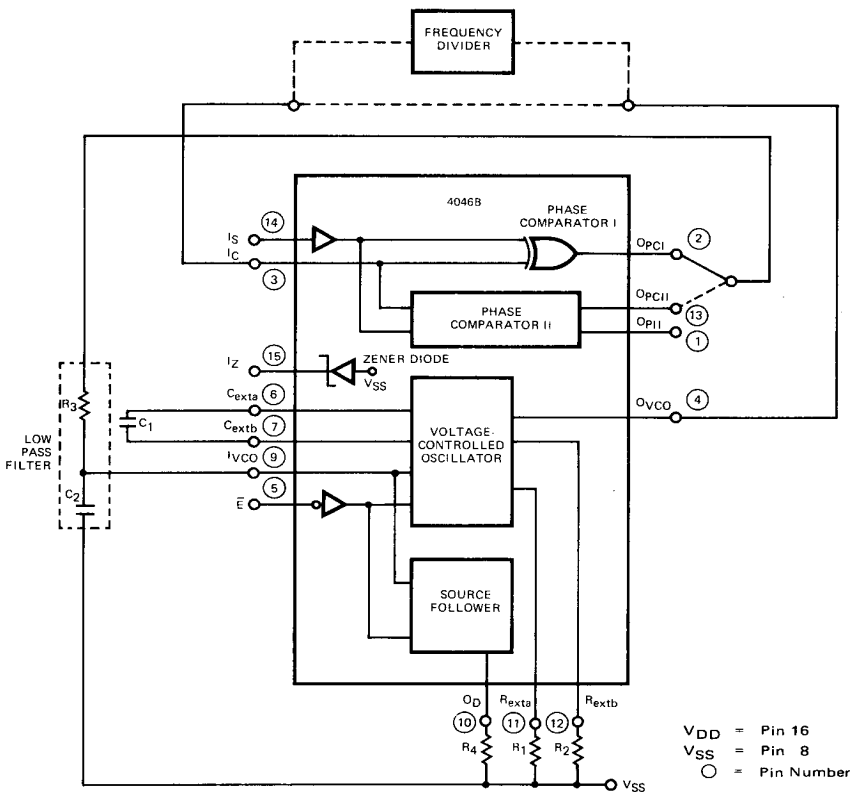 FREQUENCY
DIVIDER
4046B
PHASE
COMPARATOR I
IS
14
IC
3
OPCI
2
OPCII
13
OPII
1
PHASE
COMPARATOR II
IZ
15
ZENER DIODE
VSS
Cexta
6
C1
Cextb
7
IVCO
9
E̅
5
VOLTAGE-
CONTROLLED
OSCILLATOR
OVCO
4
R3
LOW
PASS
FILTER
C2
SOURCE
FOLLOWER
OD
Rexta
Rextb
10
11
12
R4
R1
R2
VSS
VDD = Pin 16
VSS = Pin 8
= Pin Number